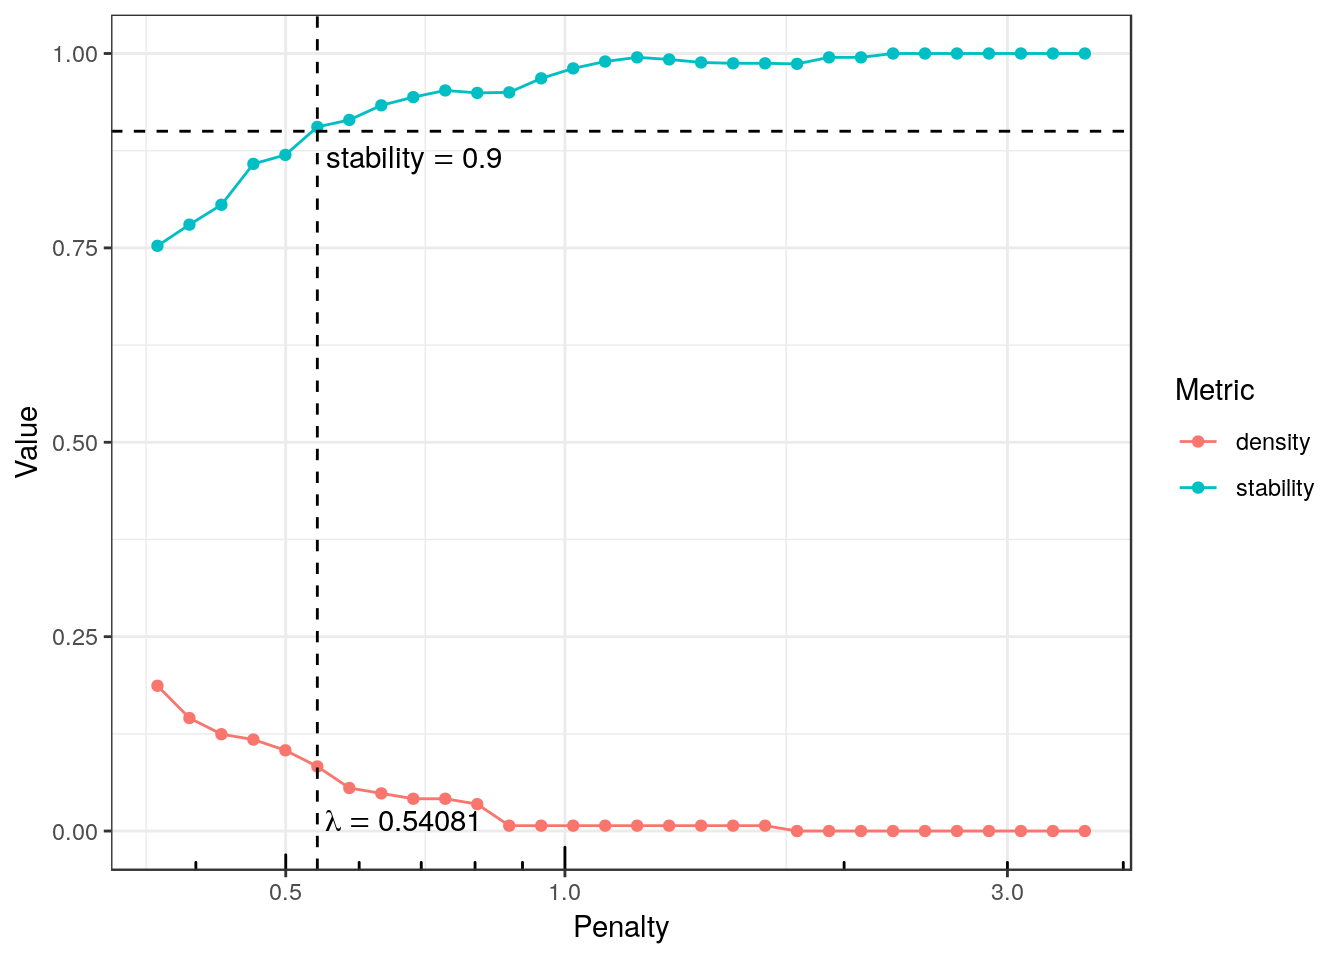 1.00
0.75
0.50
0.25
0.00
Value
stability = 0.9
λ = 0.54081
0.5
1.0
3.0
Penalty
Metric
density
stability